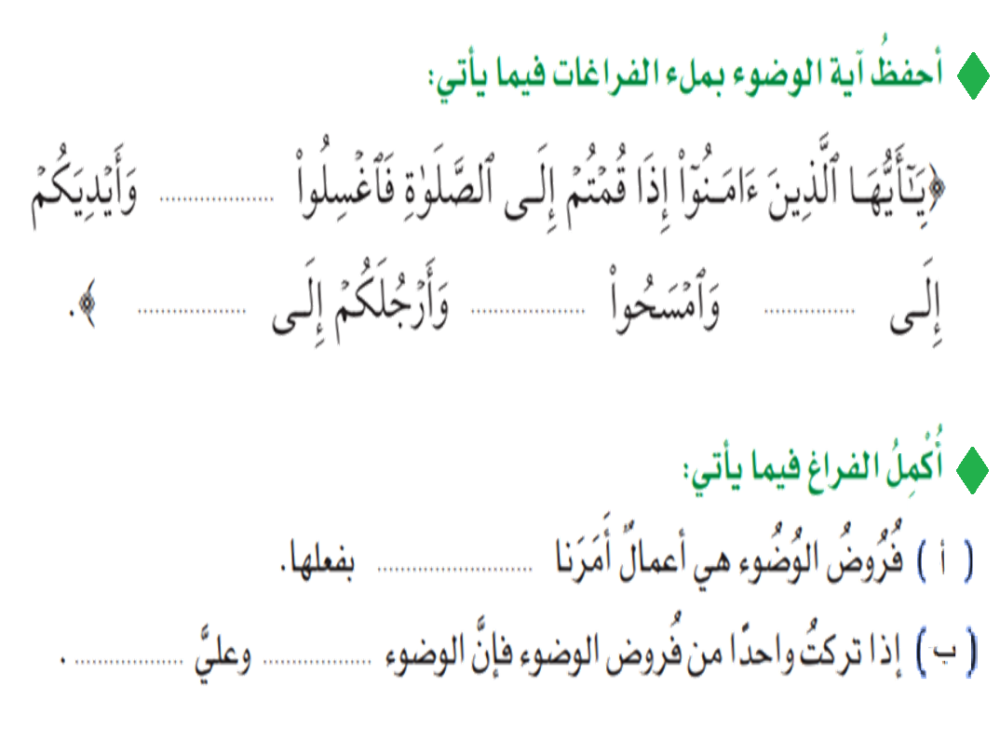 أحفظُ آية الوضوء بملء الفراغات فيما يأتي:
﴿يَٰٓأَيُّهَا ٱلَّذِينَ ءَامَنُوٓاْ إِذَا قُمۡتُمۡ إِلَى ٱلصَّلَوٰةِ فَٱغۡسِلُواْ .................... وَأَيۡدِيَكُمۡ
إِلَى ................ وَٱمۡسَحُواْ .................... وَأَرۡجُلَكُمۡ إِلَى ................... ﴾.
أُكْمِلُ الفراغ فيما يأتي:
( أ ) فُرُوضُ الوُضُوء هي أعمالٌ أَمَرَنا ........................... بفعلها.
(ب) إذا تركتُ واحدًا من فُروض الوضوء فإنَّ الوضوء ................... وعليَّ ................... .